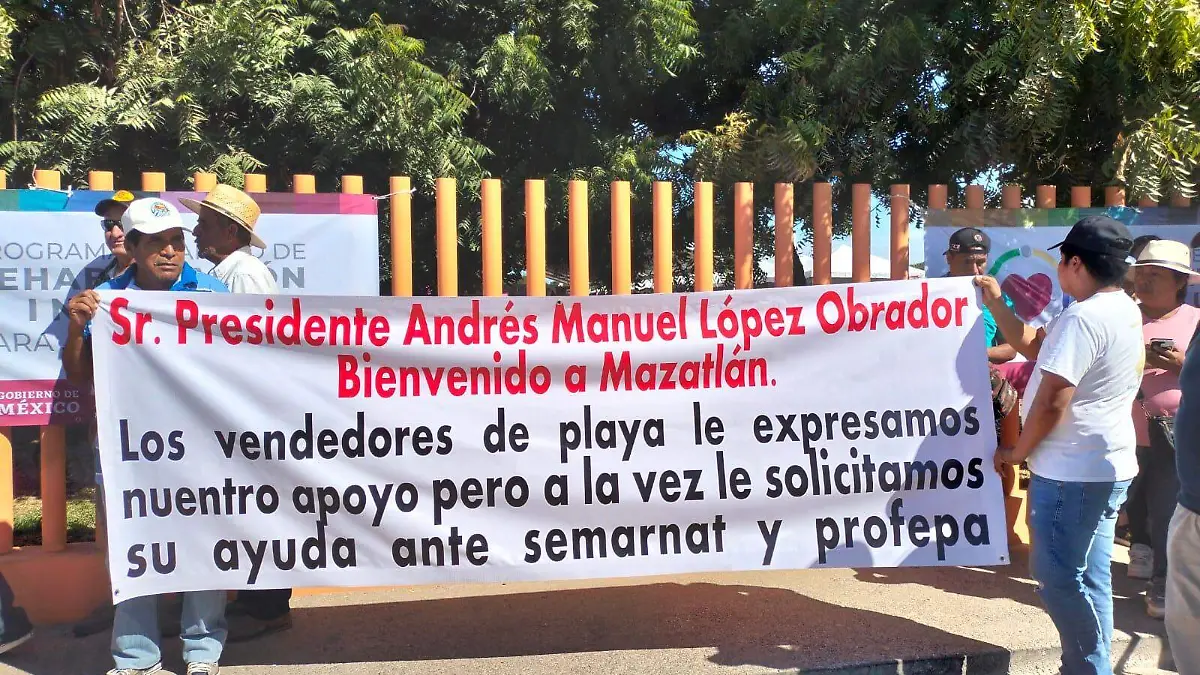 Sr. Presidente Andrés Manuel López Obrador
Bienvenido a Mazatlán.
Los vendedores de playa le expresamos
nuentro apoyo pero a la vez le solicitamos
su ayuda ante semarnat y profepa
DE
GOBIERNO DE
MÉXICO